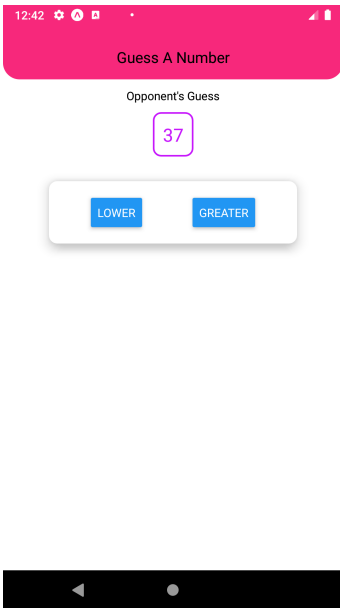 12:42
Guess A Number
Opponent's Guess
37
LOWER GREATER